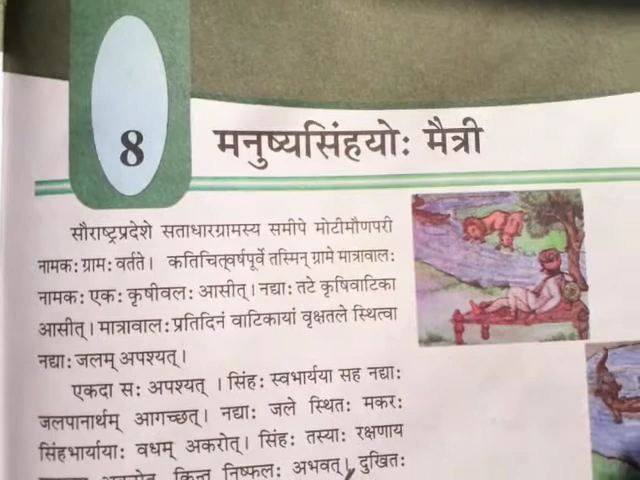 8
मनुष्यसिंहयोः मैत्री
सौराष्ट्रप्रदेशे सताधारग्रामस्य समीपे मोटीमौणपरी
नामकः ग्रामः वर्तते। कतिचित्वर्षपूर्वे तस्मिन् ग्रामे मात्रावालः
नामकः एकः कृषीवलः आसीत्। नद्याः तटे कृषिवाटिका
आसीत्। मात्रावालः प्रतिदिनं वाटिकायां वृक्षतले स्थित्वा
नद्याः जलम् अपश्यत्।
एकदा सः अपश्यत् । सिंहः स्वभार्यया सह नद्याः
जलपानार्थम् आगच्छत्। नद्याः जले स्थितः मकरः
सिंहभार्यायाः वधम् अकरोत्। सिंहः तस्याः रक्षणाय
अकरोत् किन्तु निष्फलः अभवत्। दुखितः